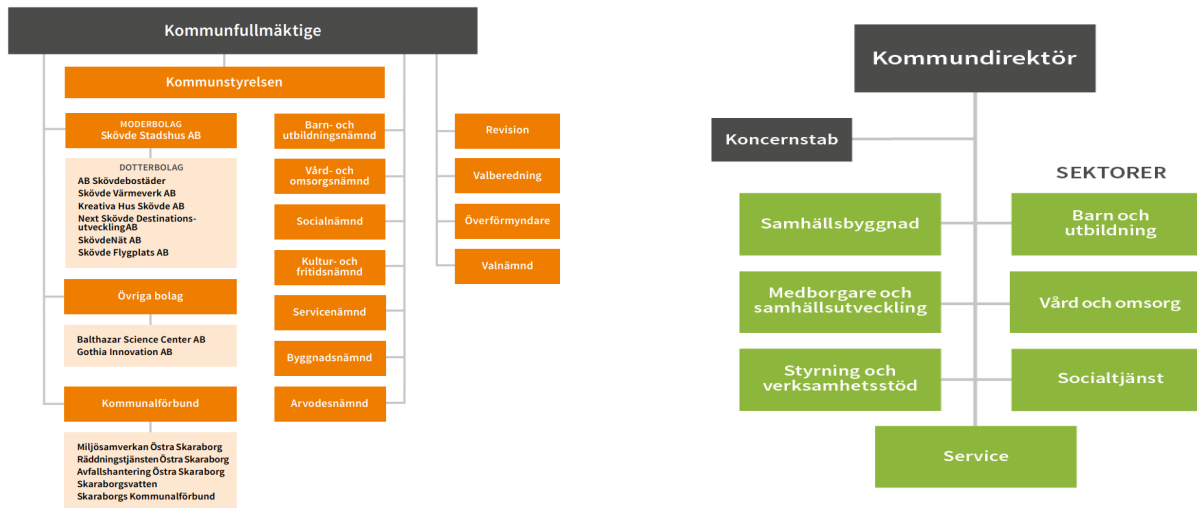 Kommunfullmäktige
Kommunstyrelsen
MODERBOLAG
Skövde Stadshus AB
DOTTERBOLAG
AB Skövdebostäder
Skövde Värmeverk AB
Kreativa Hus Skövde AB
Next Skövde Destinations-
utvecklingAB
SkövdeNät AB
Skövde Flygplats AB
Övriga bolag
Balthazar Science Center AB
Gothia Innovation AB
Kommunalförbund
Miljösamverkan Östra Skaraborg
Räddningstjänsten Östra Skaraborg
Avfallshantering Östra Skaraborg
Skaraborgsvatten
Skaraborgs Kommunalförbund
Barn- och
utbildningsnämnd
Vård- och
omsorgsnämnd
Socialnämnd
Kultur- och
fritidsnämnd
Servicenämnd
Byggnadsnämnd
Arvodesnämnd
Revision
Valberedning
Överförmyndare
Valnämnd
Kommundirektör
Koncernstab
SEKTORER
Samhällsbyggnad
Barn och
utbildning
Medborgare och
samhällsutveckling
Vård och omsorg
Styrning och
verksamhetsstöd
Socialtjänst
Service